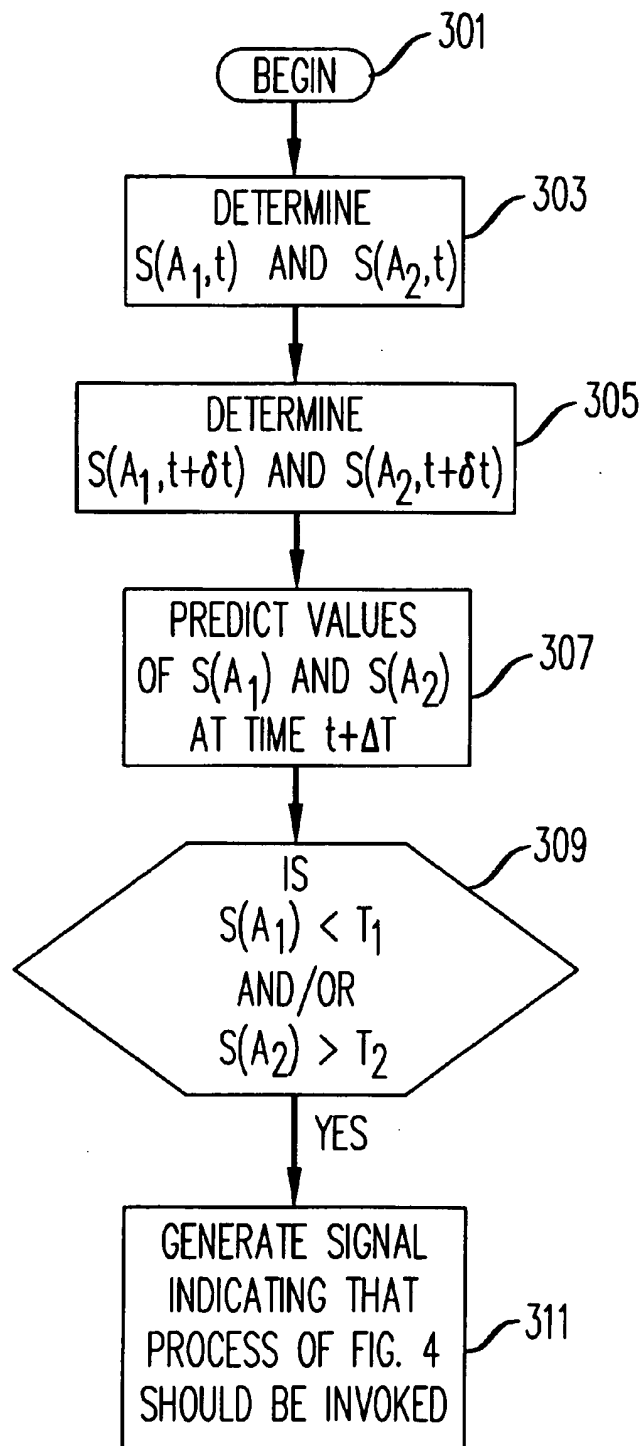 301
BEGIN
303
DETERMINE
S(A₁,t) AND S(A₂,t)
305
DETERMINE
S(A₁,t+δt) AND S(A₂,t+δt)
PREDICT VALUES
OF S(A₁) AND S(A₂)
AT TIME t+ΔT
307
309
IS
S(A₁) < T₁
AND/OR
S(A₂) > T₂
YES
GENERATE SIGNAL
INDICATING THAT
PROCESS OF FIG. 4
SHOULD BE INVOKED
311